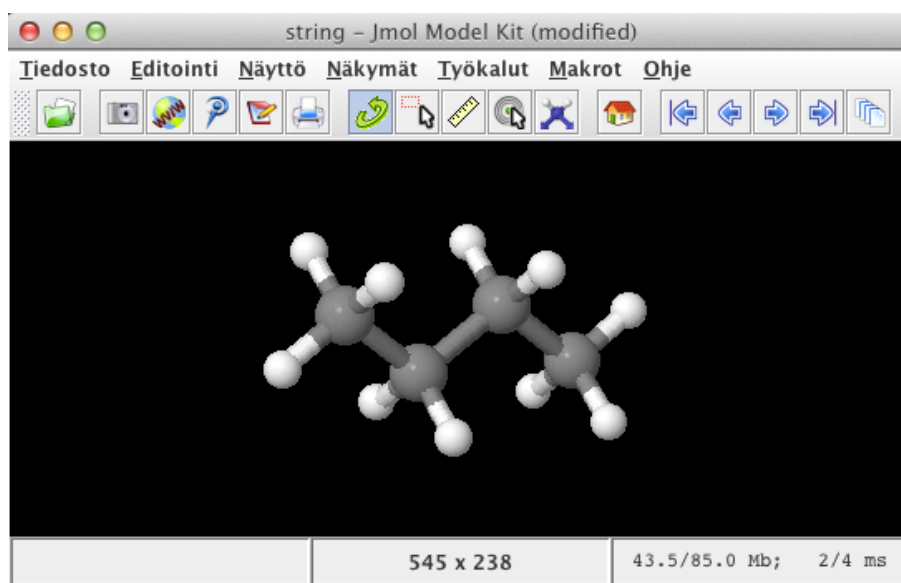 string – Jmol Model Kit (modified)
Tiedosto Editointi Näyttö Näkymät Työkalut Makrot Ohje
WWW
545 x 238
43.5/85.0 Mb; 2/4 ms